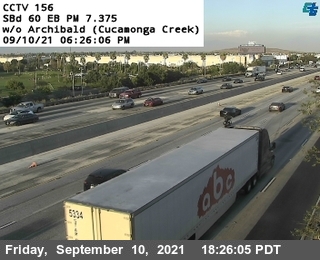 CCTV 156
SBd 60 EB PM 7.375
w/o Archibald (Cucamonga Creek)
09/10/21 06:26:06 PM
5334
abc
Friday, September 10, 2021 18:26:05 PDT